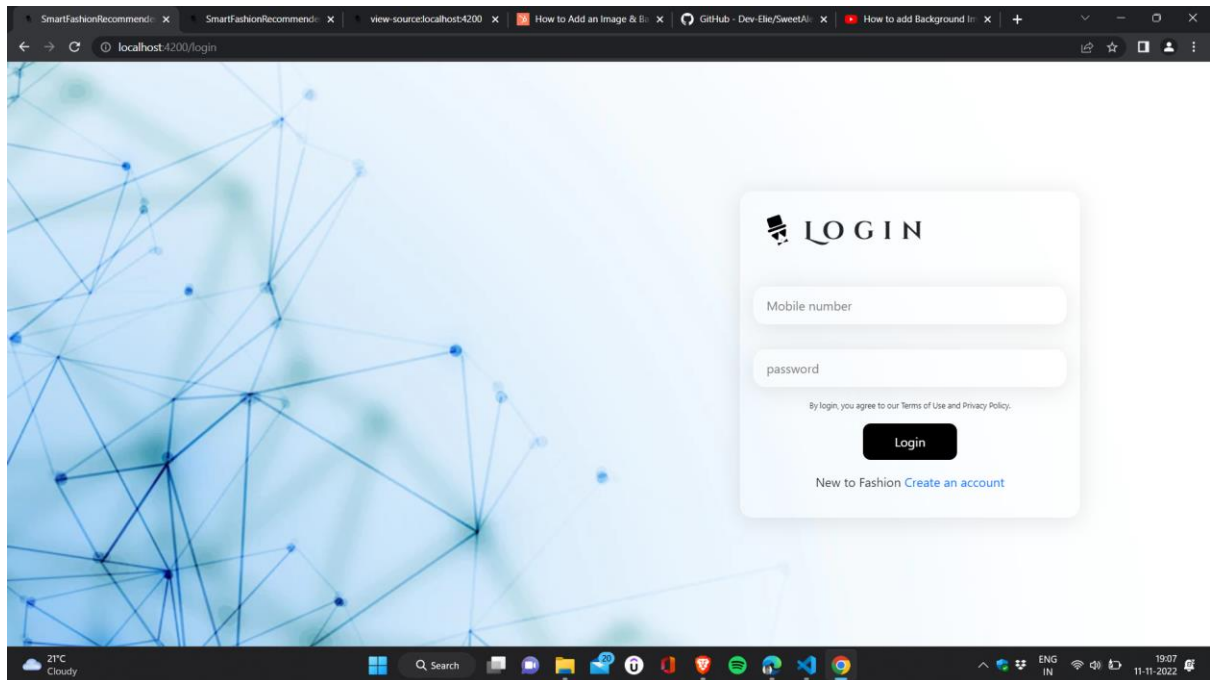 SmartFashionRecommende
SmartFashionRecommende
view-source:localhost:4200
How to Add an Image & Ba
GitHub - Dev-Elie/SweetAl
How to add Background Im
localhost:4200/login
LOGIN
Mobile number
password
By login, you agree to our Terms of Use and Privacy Policy.
Login
New to Fashion Create an account
21°C
Cloudy
Search
20
ENG
IN
19:07
11-11-2022